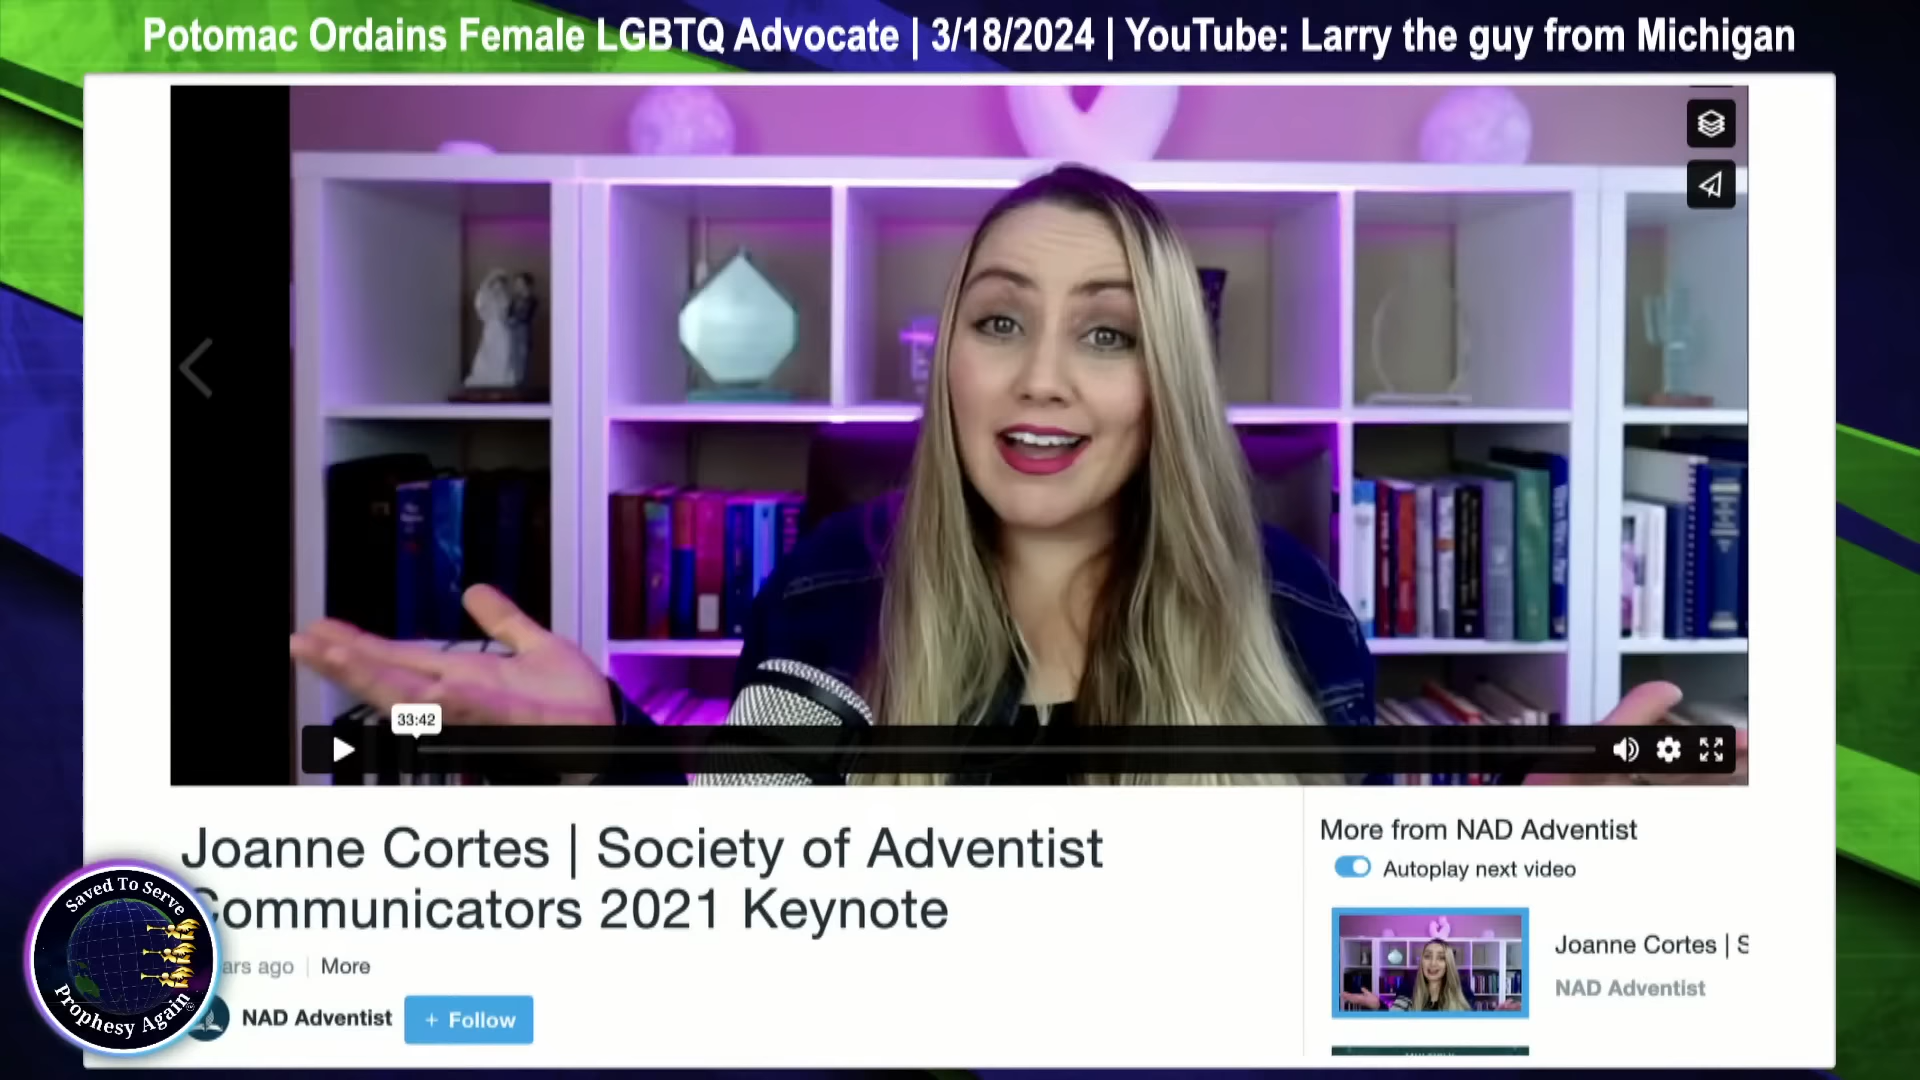 Potomac Ordains Female LGBTQ Advocate | 3/18/2024 | YouTube: Larry the guy from Michigan
33:42
Joanne Cortes | Society of Adventist
Communicators 2021 Keynote
ars ago | More
NAD Adventist
+ Follow
More from NAD Adventist
Autoplay next video
Joanne Cortes | S
NAD Adventist
Saved To Serve
Prophesy Again